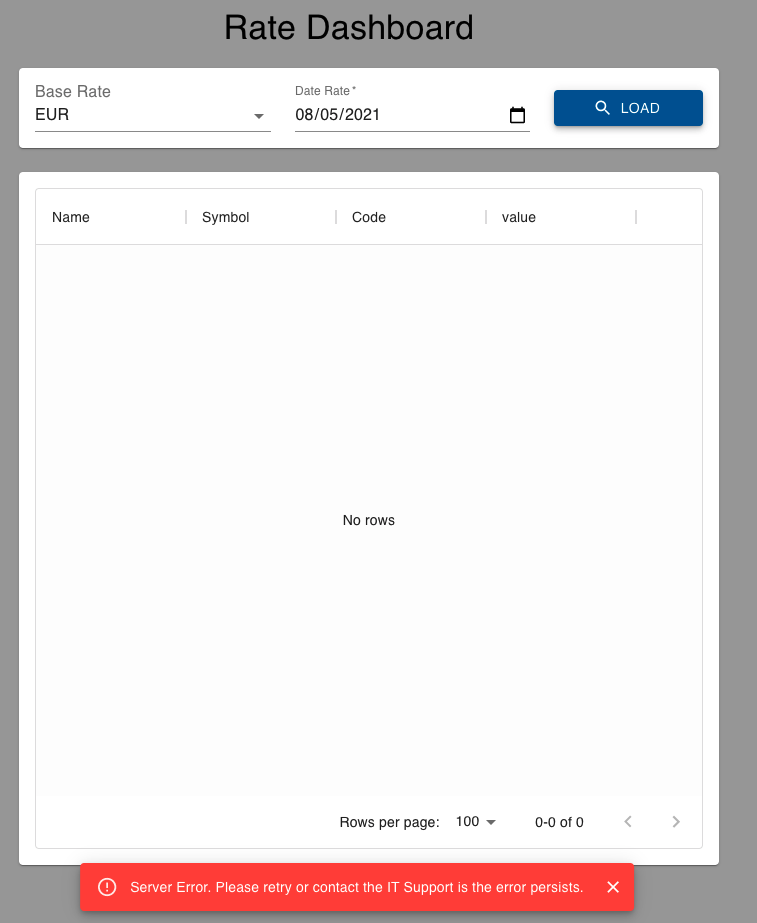 Rate Dashboard
Base Rate
Date Rate*
EUR
08/05/2021
LOAD
Name Symbol Code value
No rows
Rows per page: 100 0-0 of 0
Server Error. Please retry or contact the IT Support is the error persists.